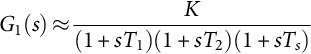 G₁(s) ≈ K / ((1 + sT₁)(1 + sT₂)(1 + sTₛ))